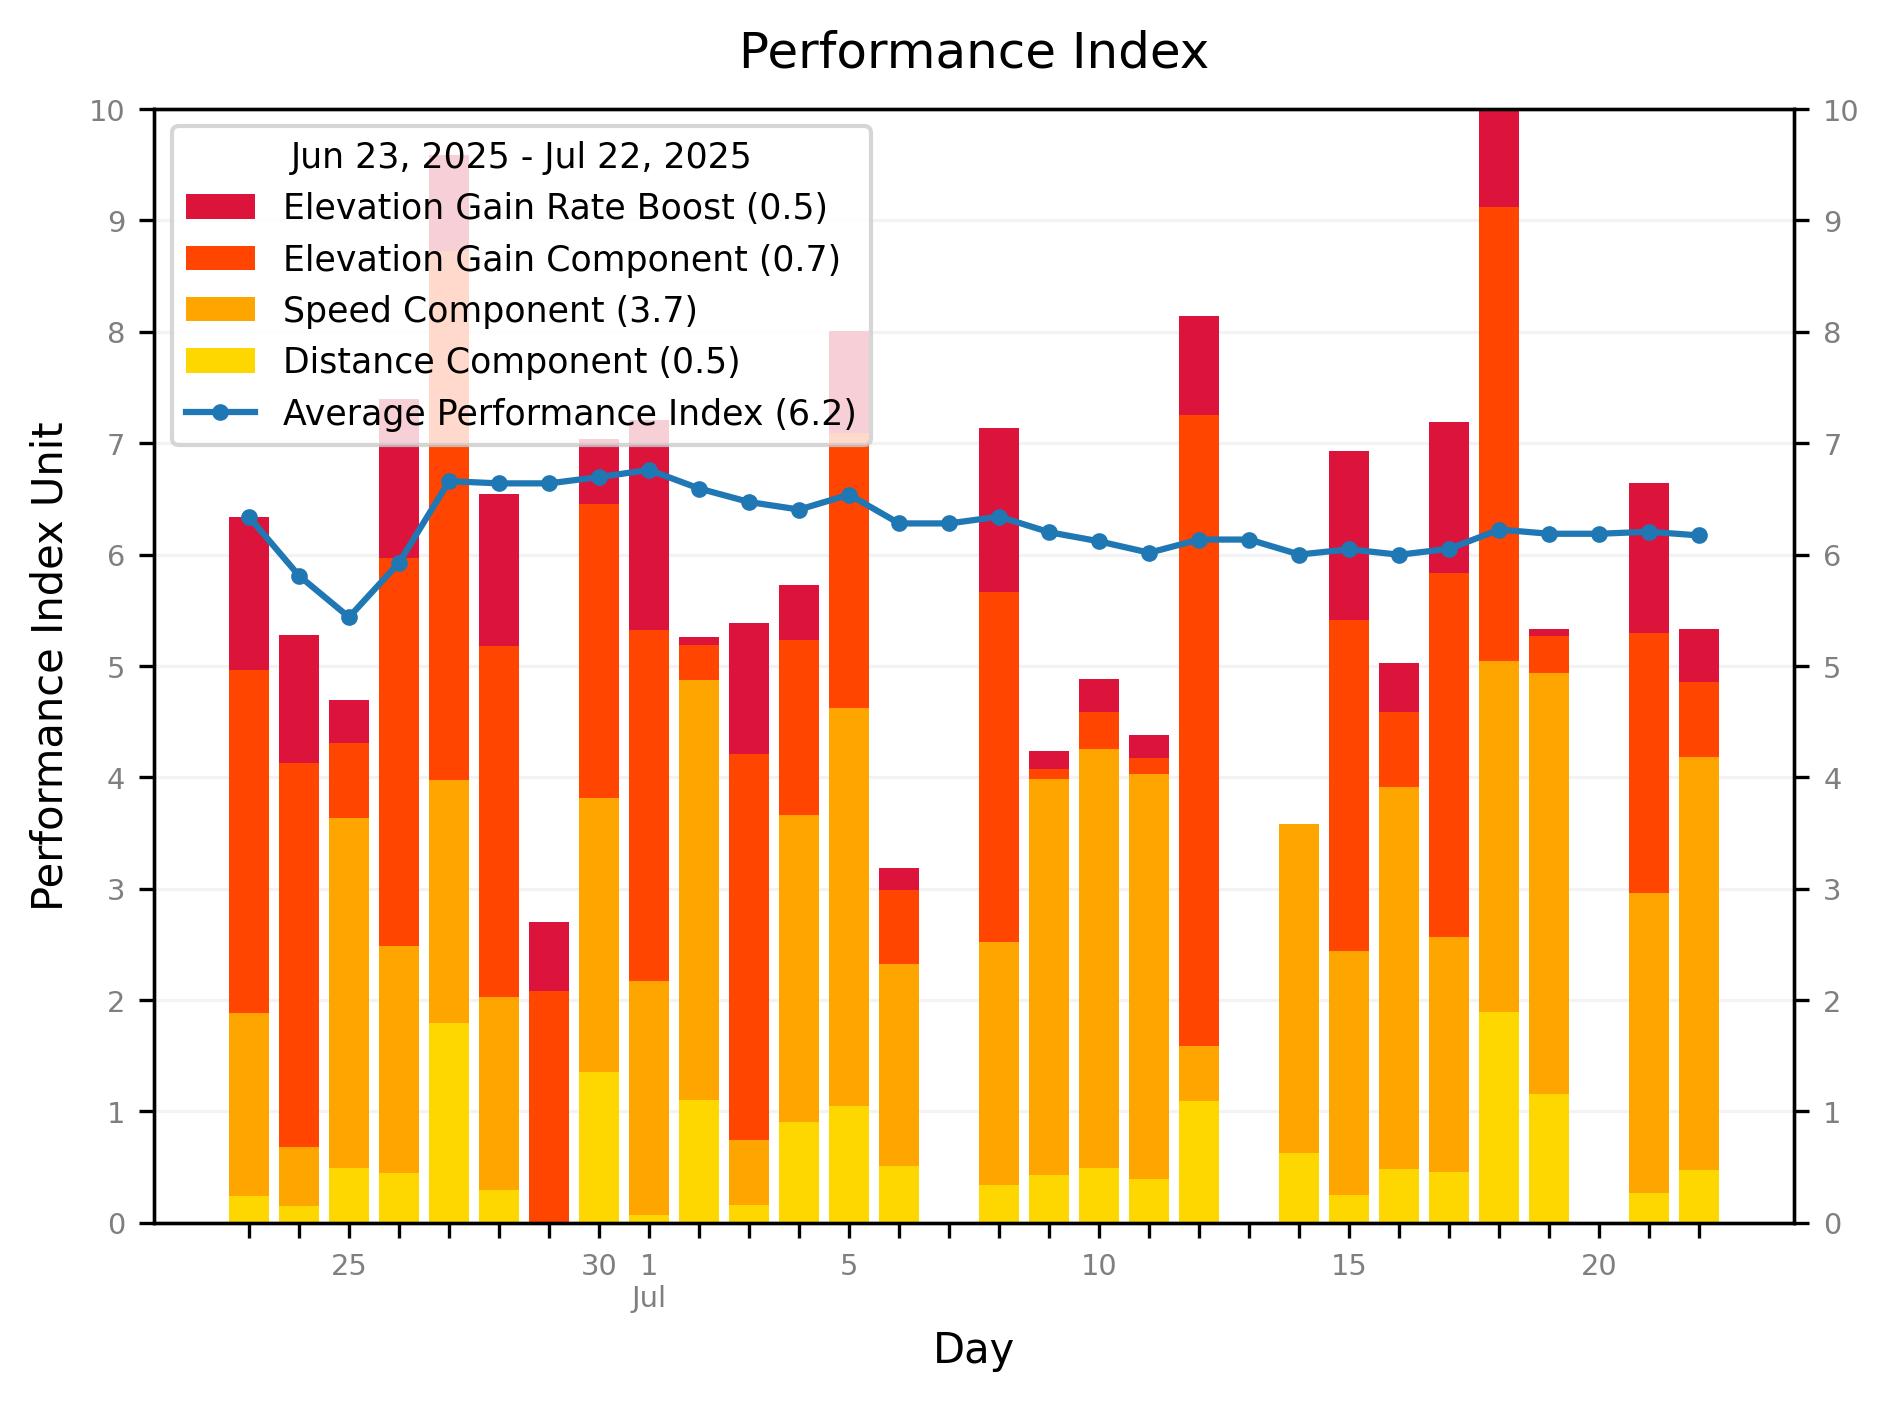 Performance Index
Jun 23, 2025 - Jul 22, 2025
Elevation Gain Rate Boost (0.5)
Elevation Gain Component (0.7)
Speed Component (3.7)
Distance Component (0.5)
Average Performance Index (6.2)
Performance Index Unit
10
9
8
7
6
5
4
3
2
1
0
10
9
8
7
6
5
4
3
2
1
0
25 30 1 5 10 15 20
Jul
Day